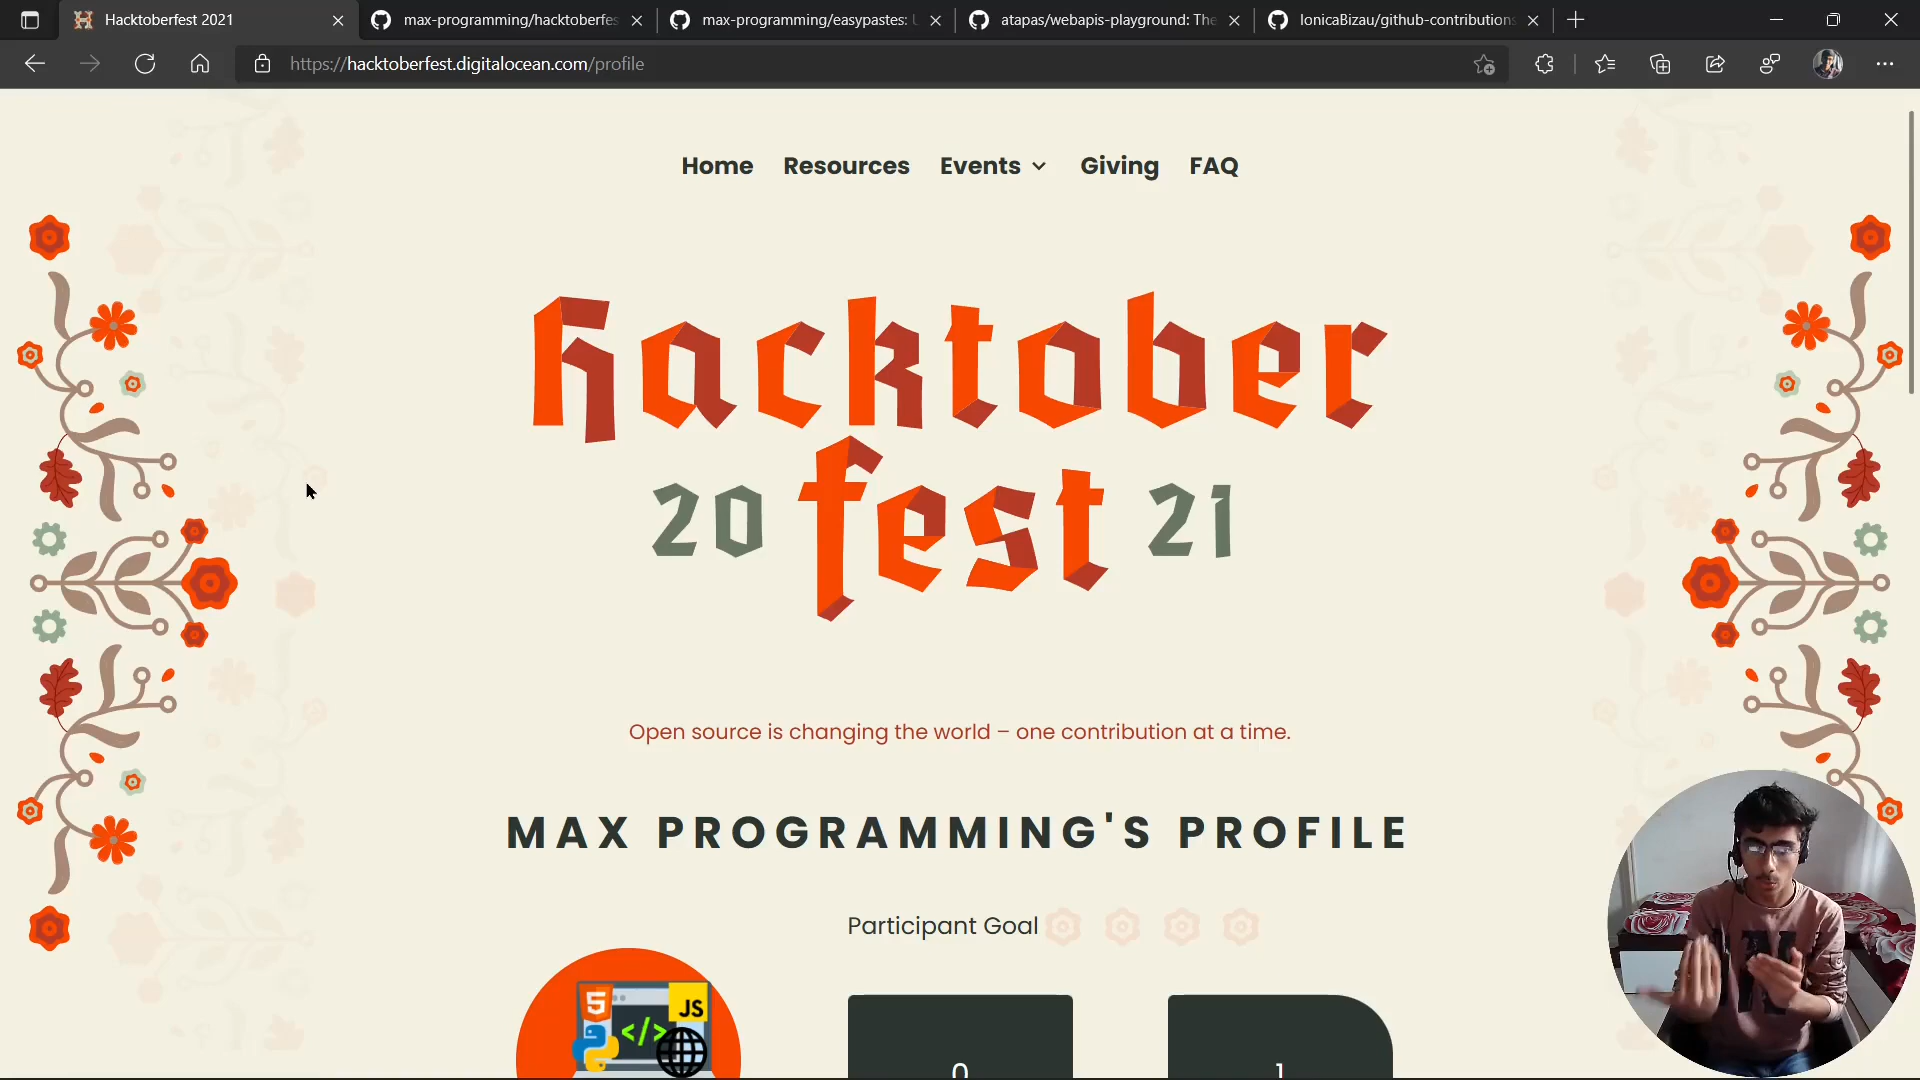 Hacktoberfest 2021
max-programming/hacktoberfes
max-programming/easypastes:
atapas/webapis-playground: The
IonicaBizau/github-contributions
https://hacktoberfest.digitalocean.com/profile
Home Resources Events Giving FAQ
hacktober
20 fest 21
Open source is changing the world – one contribution at a time.
MAX PROGRAMMING'S PROFILE
Participant Goal
5 JS
</>
0 1